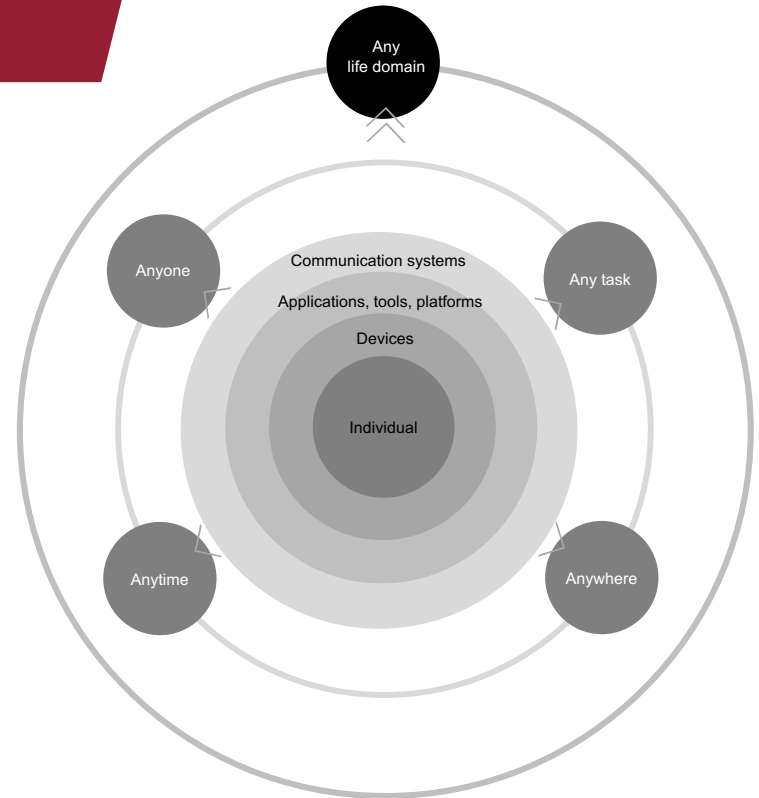 Any
life domain
Anyone
Communication systems
Any task
Applications, tools, platforms
Devices
Individual
Anytime
Anywhere